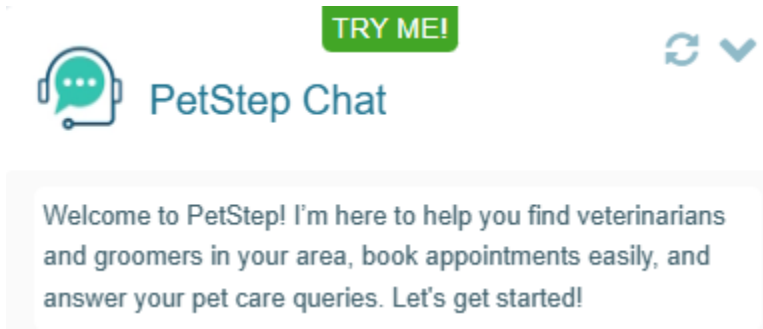 TRY ME!
PetStep Chat
Welcome to PetStep! I'm here to help you find veterinarians
and groomers in your area, book appointments easily, and
answer your pet care queries. Let's get started!